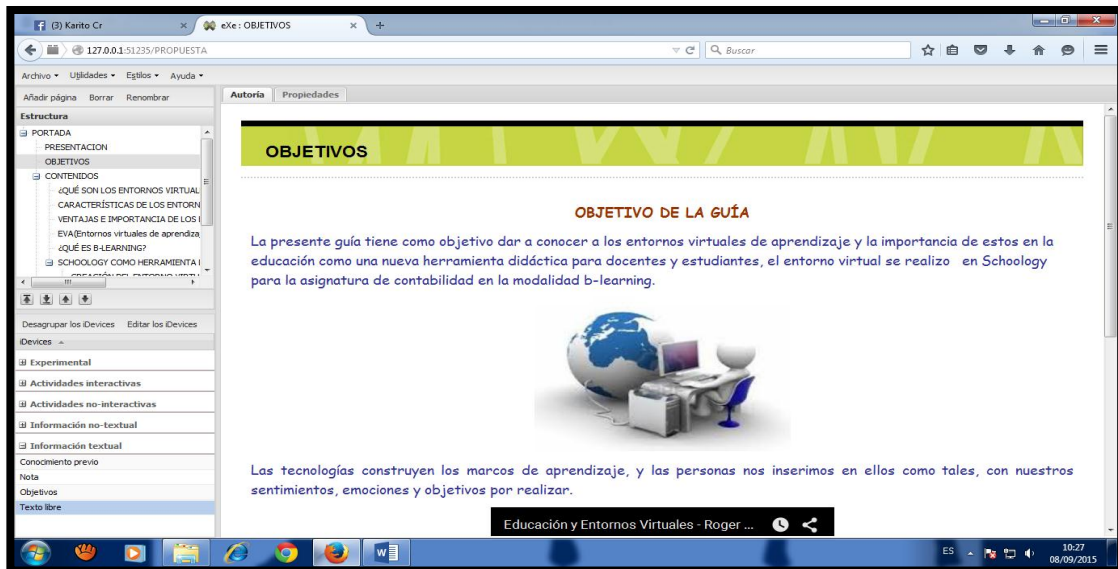 (3) Karito Cr
eXe : OBJETIVOS
127.0.0.1:51235/PROPUESTA
Buscar
Archivo Utilidades Estilos Ayuda
Añadir página Borrar Renombrar
Autoría Propiedades
Estructura
PORTADA
PRESENTACION
OBJETIVOS
CONTENIDOS
¿QUÉ SON LOS ENTORNOS VIRTUAL
CARACTERÍSTICAS DE LOS ENTORN
VENTAJAS E IMPORTANCIA DE LOS
EVA(Entornos virtuales de aprendiza
¿QUÉ ES B-LEARNING?
SCHOOLOGY COMO HERRAMIENTA
CREACIÓN DEL ENTORNO
Desagrupar los iDevices Editar los iDevices
iDevices
Experimental
Actividades interactivas
Actividades no-interactivas
Información no-textual
Información textual
Conocimiento previo
Nota
Objetivos
Texto libre
OBJETIVOS
OBJETIVO DE LA GUÍA
La presente guía tiene como objetivo dar a conocer a los entornos virtuales de aprendizaje y la importancia de estos en la
educación como una nueva herramienta didáctica para docentes y estudiantes, el entorno virtual se realizo en Schoology
para la asignatura de contabilidad en la modalidad b-learning.
Las tecnologías construyen los marcos de aprendizaje, y las personas nos inserimos en ellos como tales, con nuestros
sentimientos, emociones y objetivos por realizar.
Educación y Entornos Virtuales - Roger ...
ES
10:27
08/09/2015